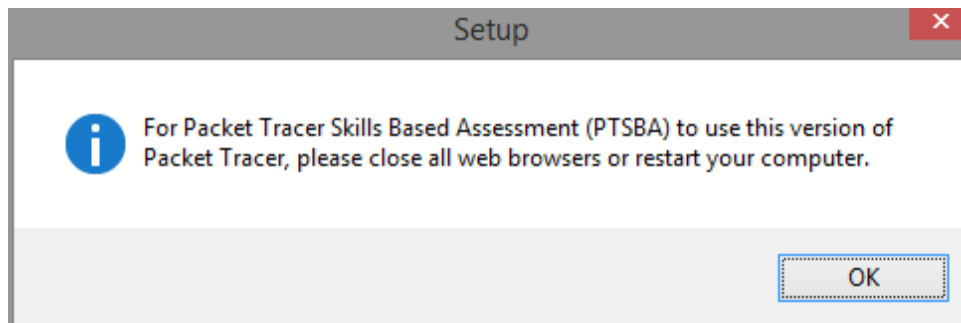 Setup
For Packet Tracer Skills Based Assessment (PTSBA) to use this version of
Packet Tracer, please close all web browsers or restart your computer.
OK